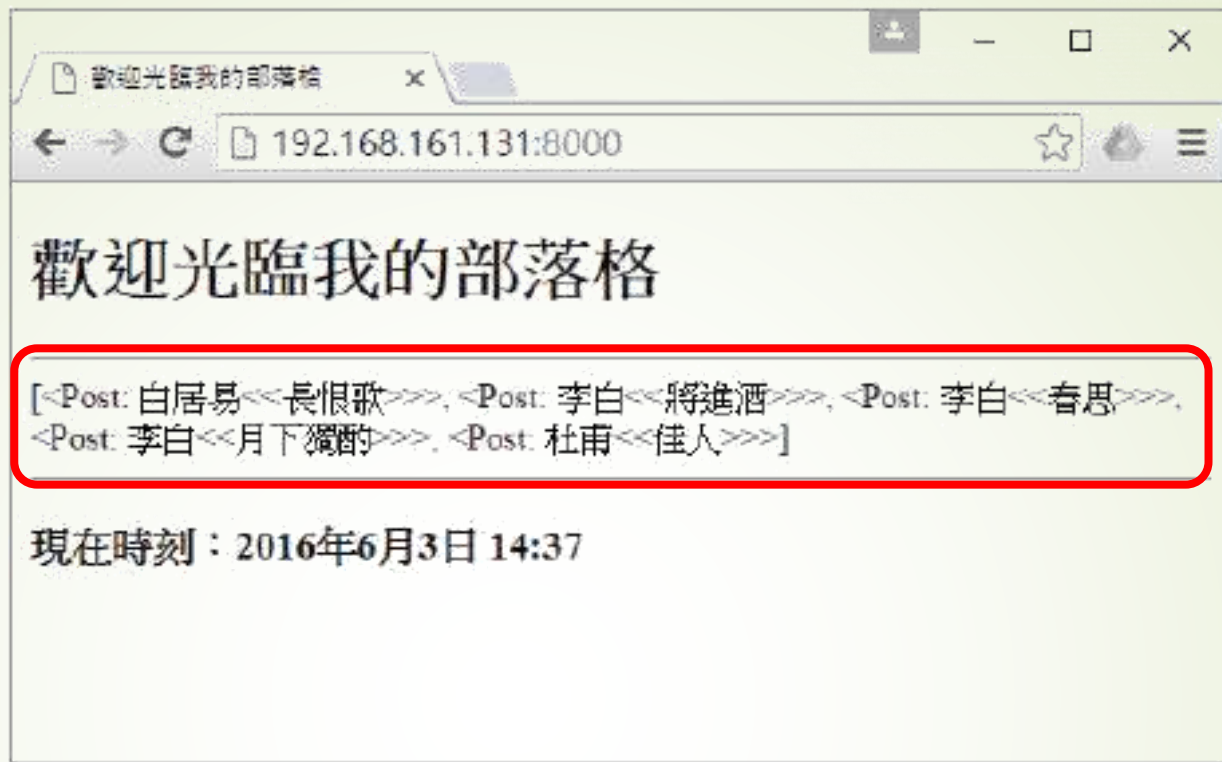 歡迎光臨我的部落格
192.168.161.131:8000
歡迎光臨我的部落格
[<Post: 白居易<<長恨歌>>>, <Post: 李白<<將進酒>>>, <Post: 李白<<春思>>>,
<Post: 李白<<月下獨酌>>>, <Post: 杜甫<<佳人>>>]
現在時刻：2016年6月3日 14:37